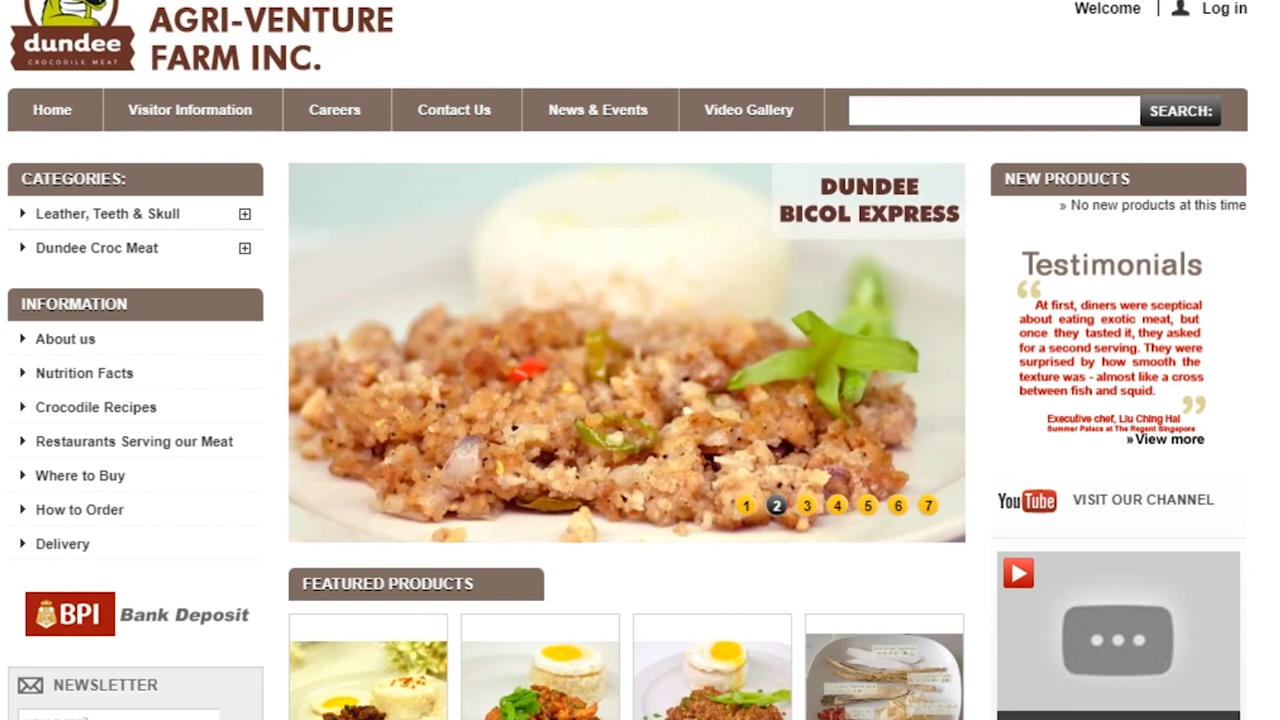 dundee
CROCODILE MEAT
AGRI-VENTURE
FARM INC.
Welcome | Log in
Home
Visitor Information
Careers
Contact Us
News & Events
Video Gallery
SEARCH:
CATEGORIES:
Leather, Teeth & Skull
Dundee Croc Meat
INFORMATION
About us
Nutrition Facts
Crocodile Recipes
Restaurants Serving our Meat
Where to Buy
How to Order
Delivery
BPI Bank Deposit
NEWSLETTER
DUNDEE
BICOL EXPRESS
1 2 3 4 5 6 7
FEATURED PRODUCTS
NEW PRODUCTS
» No new products at this time
Testimonials
“ At first, diners were sceptical
about eating exotic meat, but
once they tasted it, they asked
for a second serving. They were
surprised by how smooth the
texture was - almost like a cross
between fish and squid. ”
Executive chef, Liu Ching Hai
Summer Palace at The Regent Singapore
» View more
YouTube VISIT OUR CHANNEL